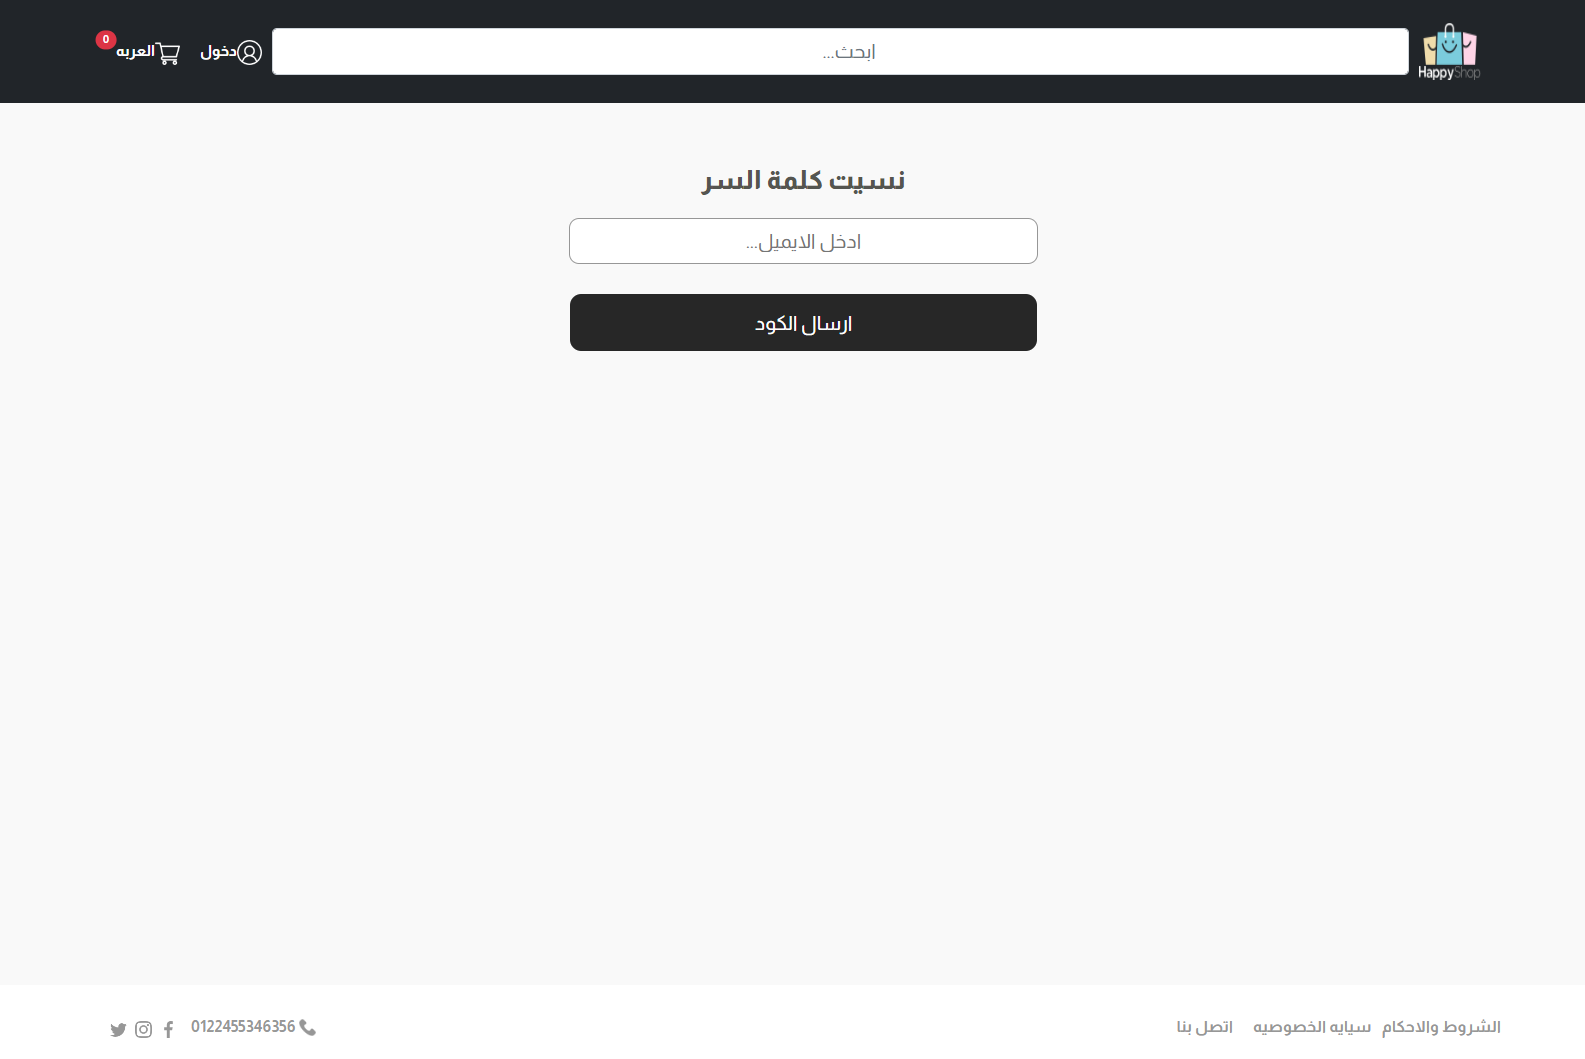 HappyShop
ابحث...
دخول
العربه
0
نسيت كلمة السر
ادخل الايميل...
ارسال الكود
الشروط والاحكام
سيايه الخصوصيه
اتصل بنا
0122455346356